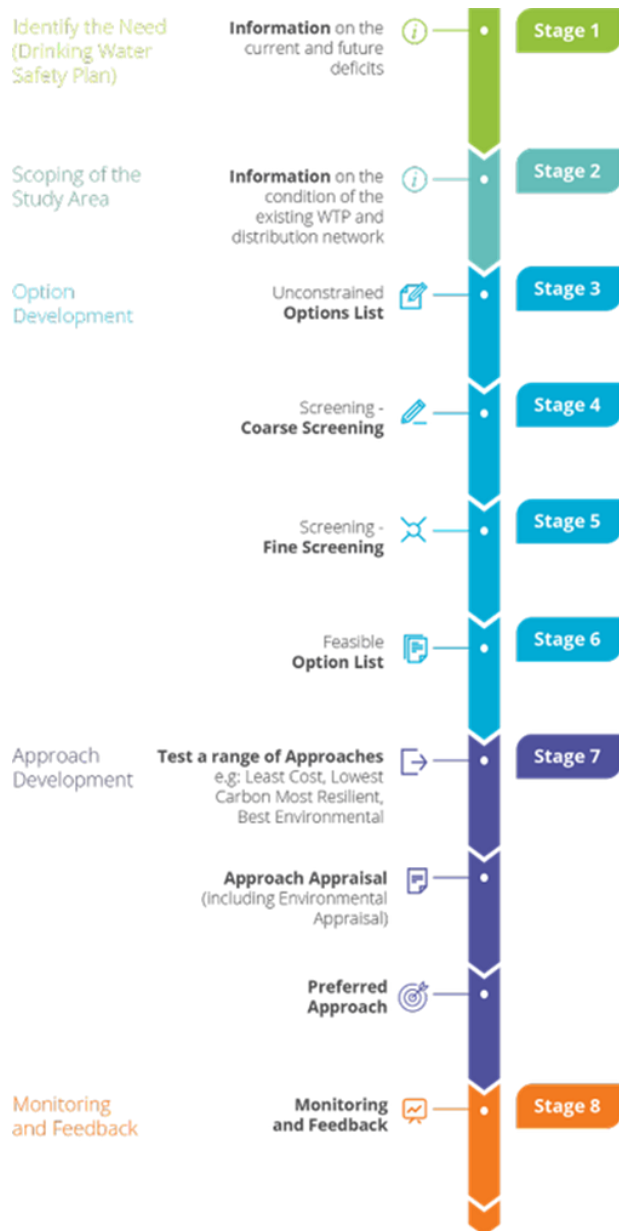 Identify the Need
(Drinking Water
Safety Plan)
Information on the
current and future
deficits
Stage 1
Scoping of the
Study Area
Information on the
condition of the
existing WTP and
distribution network
Stage 2
Option
Development
Unconstrained
Options List
Stage 3
Screening -
Coarse Screening
Stage 4
Screening -
Fine Screening
Stage 5
Feasible
Option List
Stage 6
Approach
Development
Test a range of Approaches
e.g: Least Cost, Lowest
Carbon Most Resilient,
Best Environmental
Stage 7
Approach Appraisal
(including Environmental
Appraisal)
Preferred
Approach
Monitoring
and Feedback
Monitoring
and Feedback
Stage 8